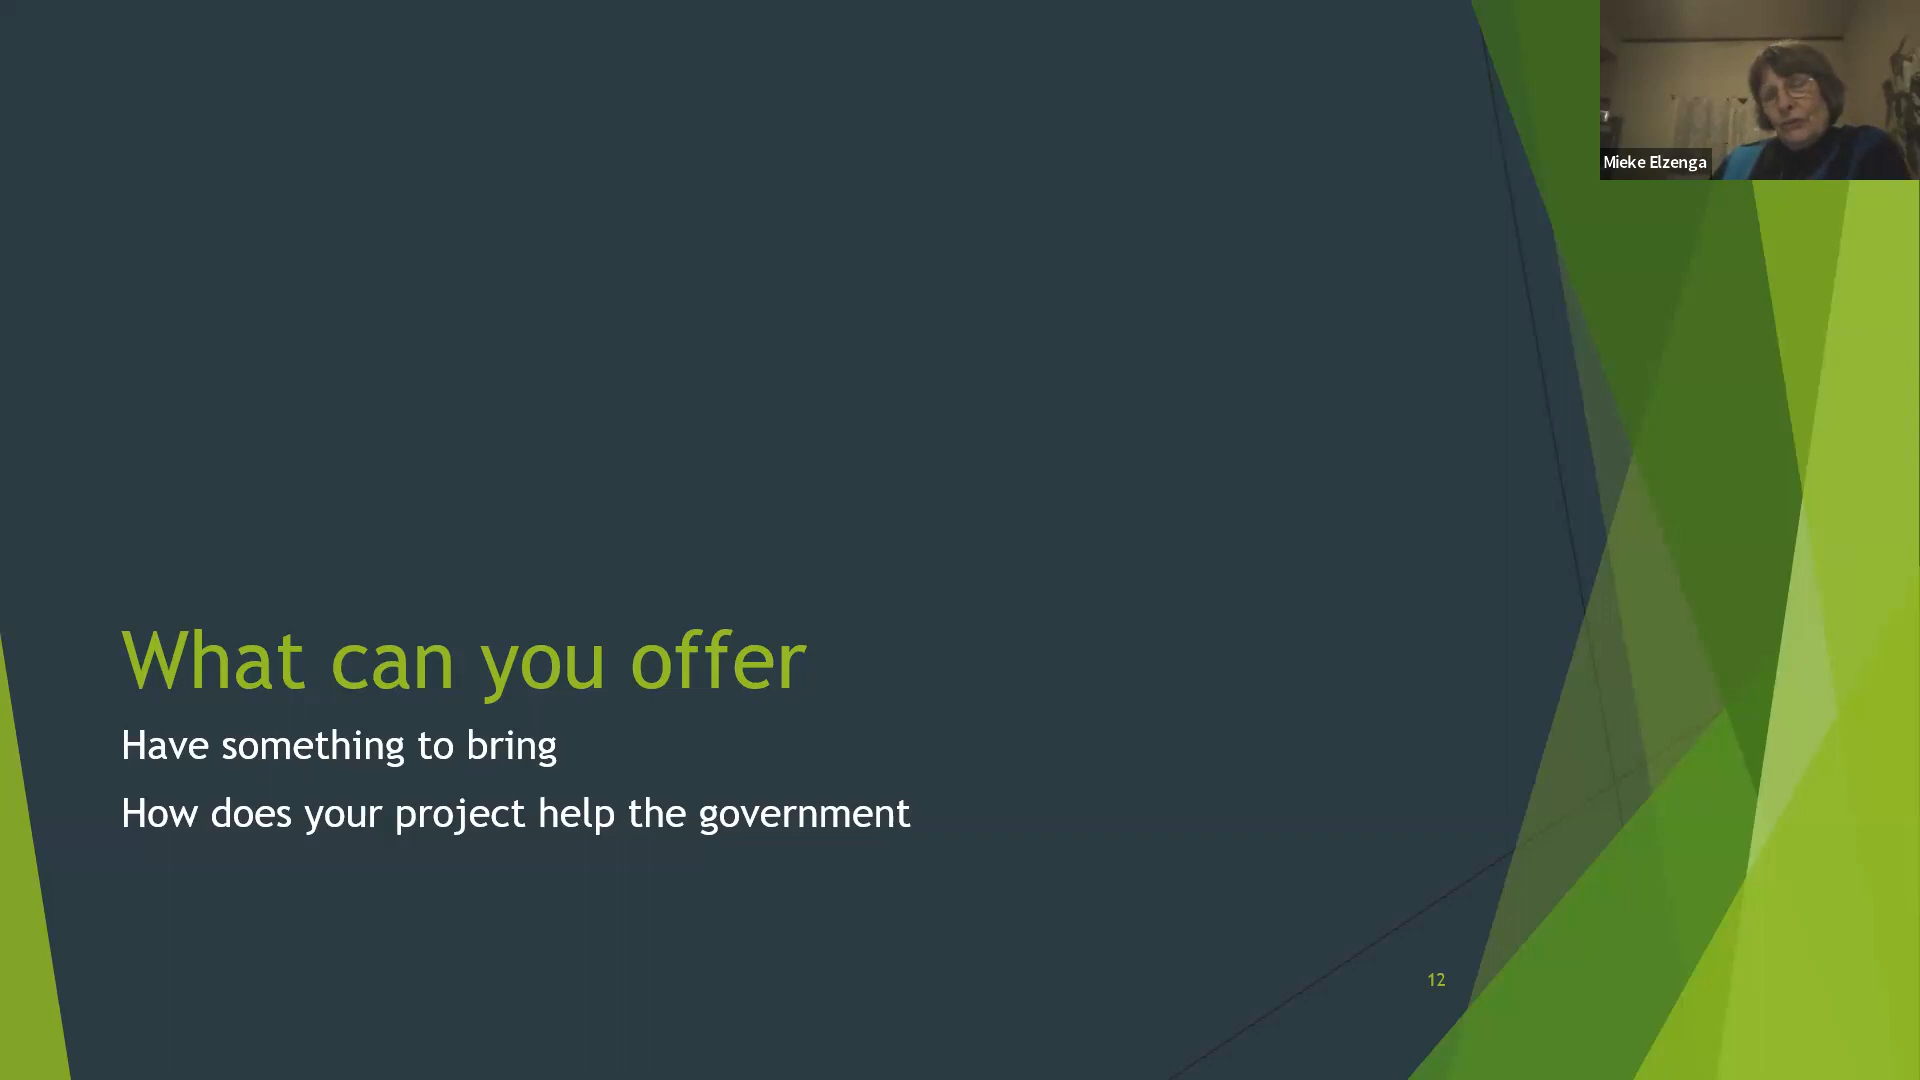 Mieke Elzenga
What can you offer
Have something to bring
How does your project help the government
12